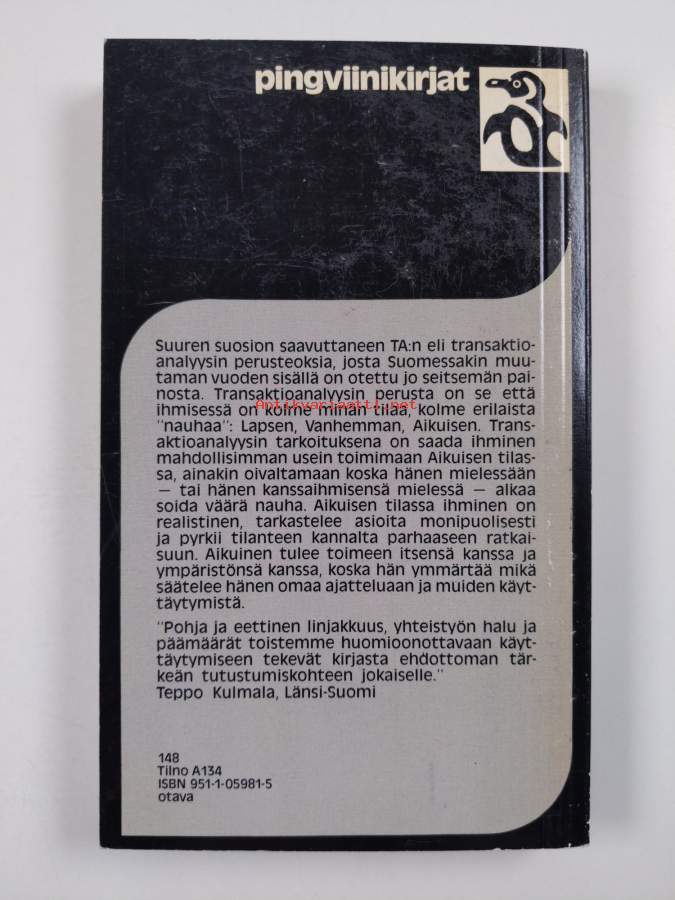 pingviinikirjat
Suuren suosion saavuttaneen TA:n eli transaktio-
analyysin perusteoksia, josta Suomessakin muu-
taman vuoden sisällä on otettu jo seitsemän pai-
nosta. Transaktioanalyysin perusta on se että
Antikvariaatti.net
ihmisessä on kolme minän tilaa, kolme erilaista
"nauhaa": Lapsen, Vanhemman, Aikuisen. Trans-
aktioanalyysin tarkoituksena on saada ihminen
mahdollisimman usein toimimaan Aikuisen tilas-
sa, ainakin oivaltamaan koska hänen mielessään
— tai hänen kanssaihmisensä mielessä — alkaa
soida väärä nauha. Aikuisen tilassa ihminen on
realistinen, tarkastelee asioita monipuolisesti
ja pyrkii tilanteen kannalta parhaaseen ratkai-
suun. Aikuinen tulee toimeen itsensä kanssa ja
ympäristönsä kanssa, koska hän ymmärtää mikä
säätelee hänen omaa ajatteluaan ja muiden käyt-
täytymistä.
"Pohja ja eettinen linjakkuus, yhteistyön halu ja
päämäärät toistemme huomioonottavaan käyt-
täytymiseen tekevät kirjasta ehdottoman tär-
keän tutustumiskohteen jokaiselle."
Teppo Kulmala, Länsi-Suomi
148
Tilno A134
ISBN 951-1-05981-5
otava